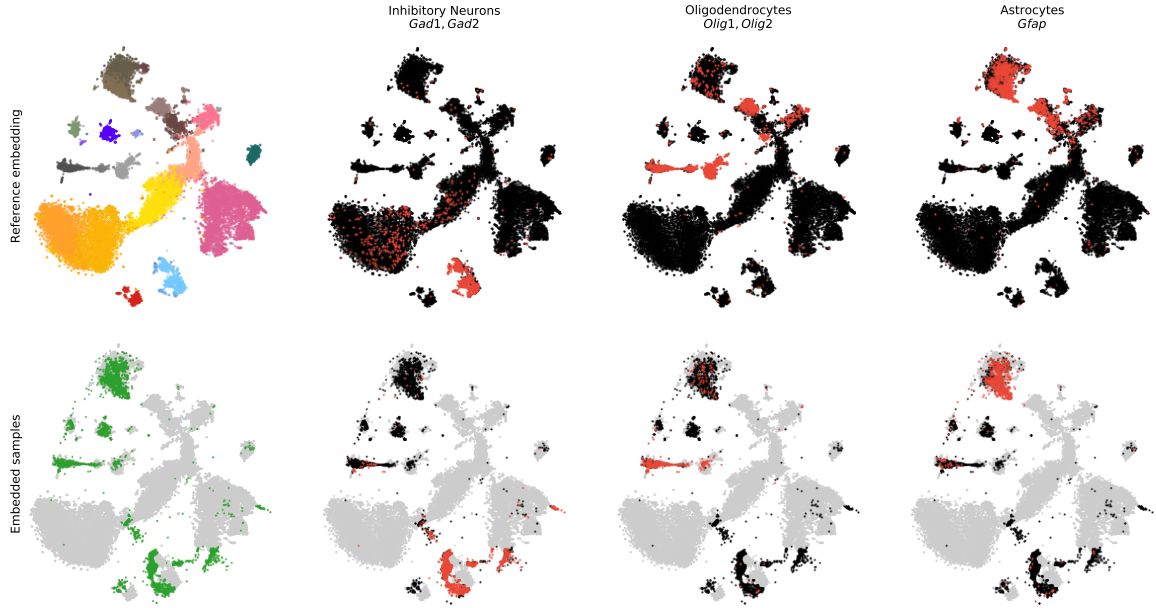 Inhibitory Neurons
Gad1, Gad2
Oligodendrocytes
Olig1, Olig2
Astrocytes
Gfap
Reference embedding
Embedded samples